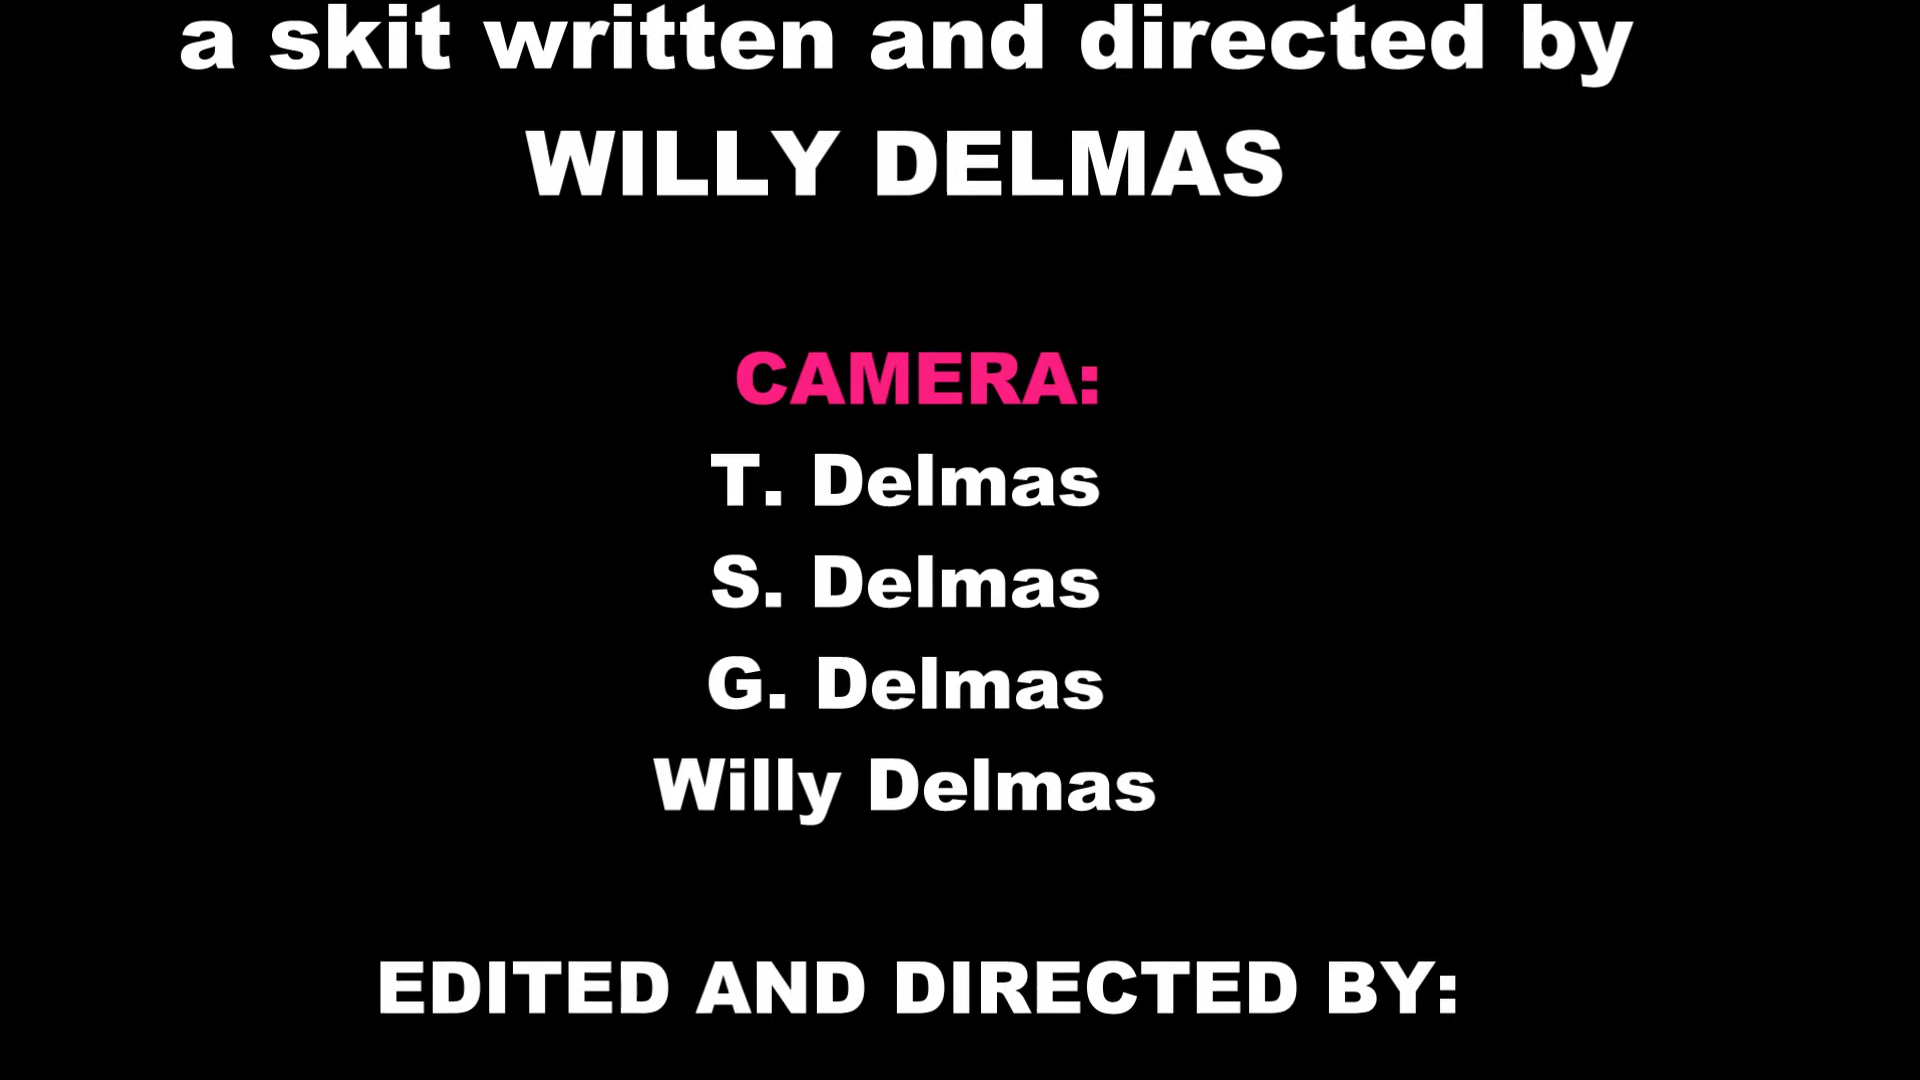 a skit written and directed by
WILLY DELMAS
CAMERA:
T. Delmas
S. Delmas
G. Delmas
Willy Delmas
EDITED AND DIRECTED BY: